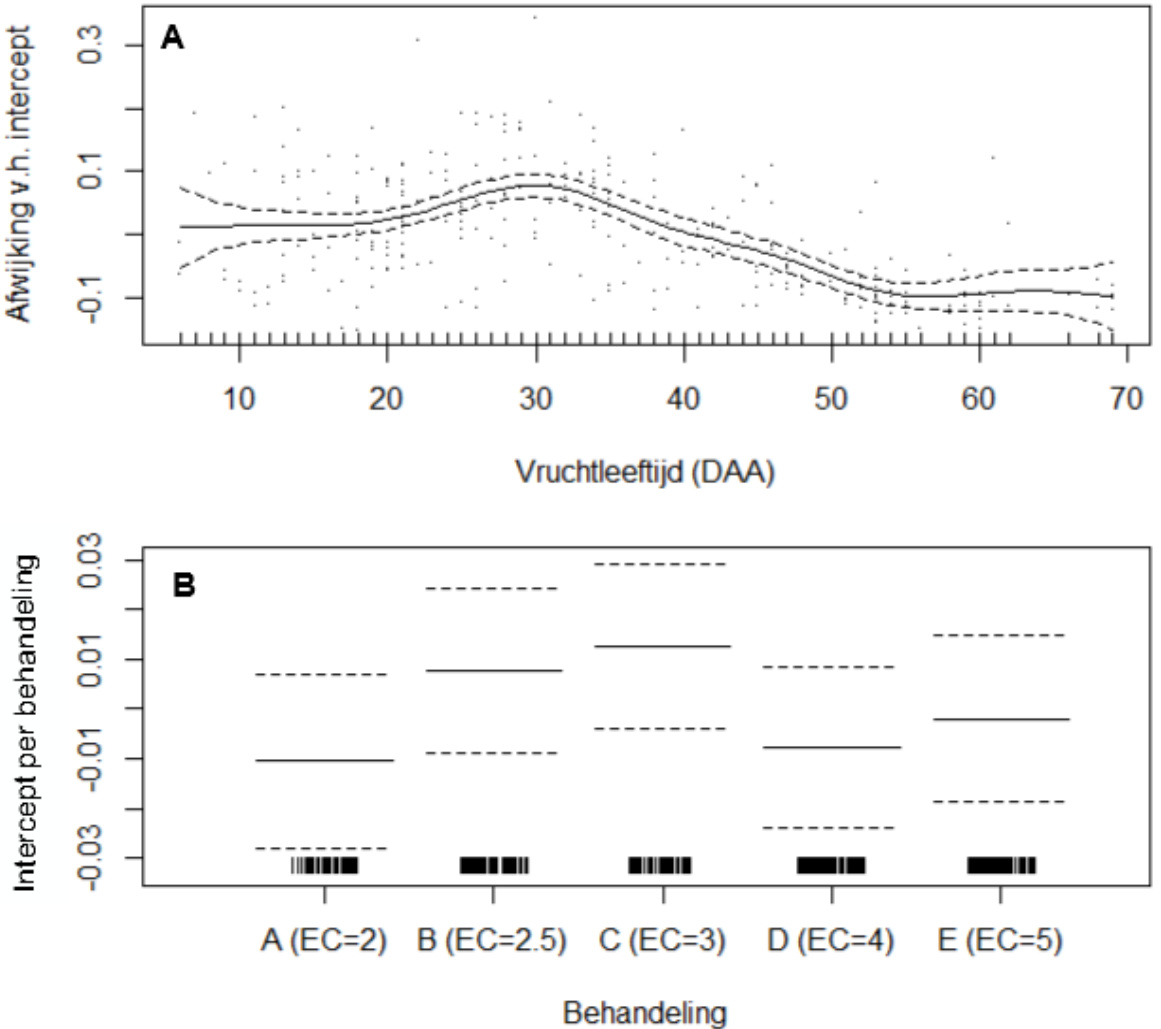 A
Afwijking v.h. intercept
0.3
0.1
-0.1
10 20 30 40 50 60 70
Vruchtleeftijd (DAA)
B
Intercept per behandeling
0.03
0.01
-0.01
-0.03
A (EC=2) B (EC=2.5) C (EC=3) D (EC=4) E (EC=5)
Behandeling